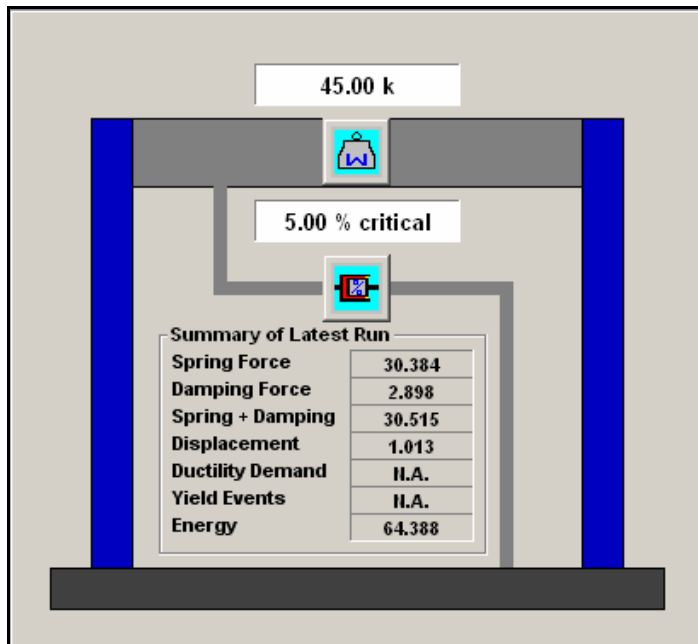 45.00 k
W
5.00 % critical
%
Summary of Latest Run
Spring Force 30.384
Damping Force 2.898
Spring + Damping 30.515
Displacement 1.013
Ductility Demand N.A.
Yield Events N.A.
Energy 64.388